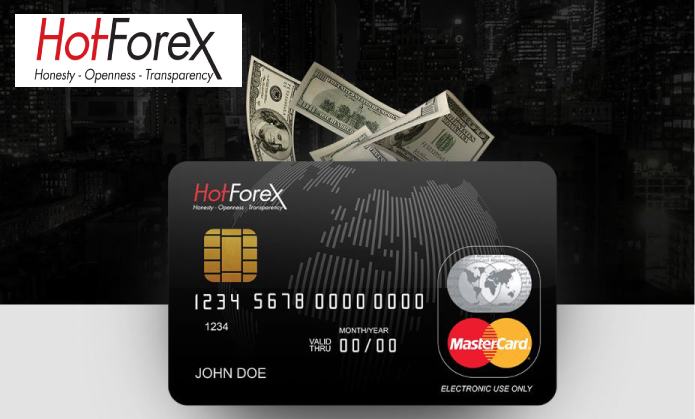 HotForex
Honesty - Openness - Transparency
HotForex
Honesty - Openness - Transparency
1234 5678 0000 0000
1234
MONTH/YEAR
VALID THRU 00/00
JOHN DOE
MasterCard
ELECTRONIC USE ONLY